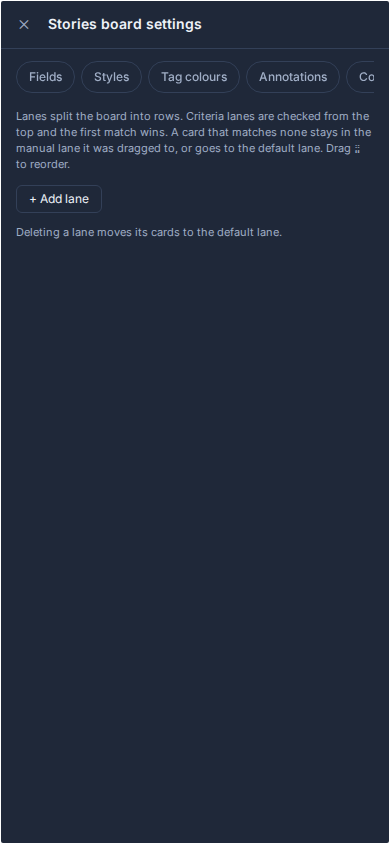 Stories board settings
Fields Styles Tag colours Annotations Co
Lanes split the board into rows. Criteria lanes are checked from the
top and the first match wins. A card that matches none stays in the
manual lane it was dragged to, or goes to the default lane. Drag ⠿
to reorder.
+ Add lane
Deleting a lane moves its cards to the default lane.